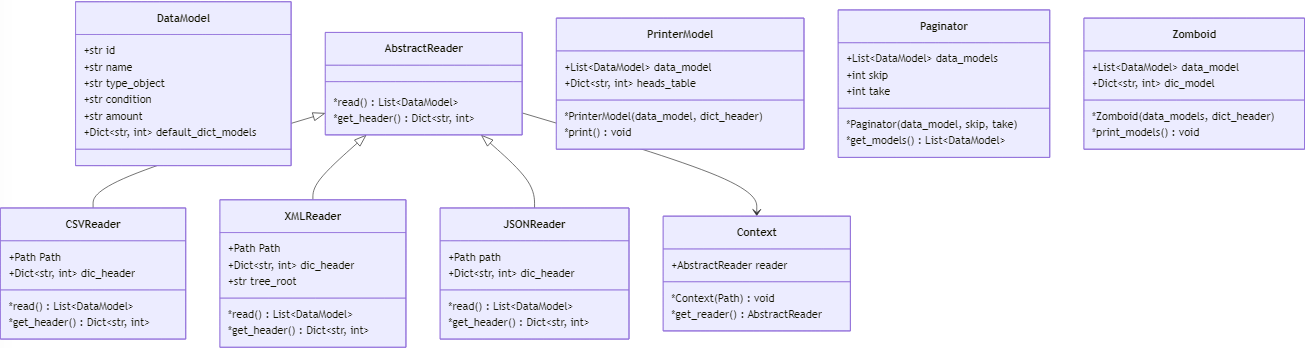 DataModel
+str id
+str name
+str type_object
+str condition
+str amount
+Dict<str, int> default_dict_models
AbstractReader
*read() : List<DataModel>
*get_header() : Dict<str, int>
PrinterModel
+List<DataModel> data_model
+Dict<str, int> heads_table
*PrinterModel(data_model, dict_header)
*print() : void
Paginator
+List<DataModel> data_models
+int skip
+int take
*Paginator(data_model, skip, take)
*get_models() : List<DataModel>
Zomboid
+List<DataModel> data_model
+Dict<str, int> dic_model
*Zomboid(data_models, dict_header)
*print_models() : void
CSVReader
+Path Path
+Dict<str, int> dic_header
*read() : List<DataModel>
*get_header() : Dict<str, int>
XMLReader
+Path Path
+Dict<str, int> dic_header
+str tree_root
*read() : List<DataModel>
*get_header() : Dict<str, int>
JSONReader
+Path path
+Dict<str, int> dic_header
*read() : List<DataModel>
*get_header() : Dict<str, int>
Context
+AbstractReader reader
*Context(Path) : void
*get_reader() : AbstractReader